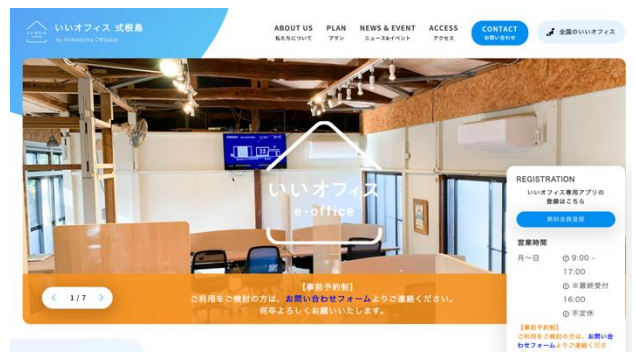 いいオフィス 式根島
by Shikinejima CWSpace
ABOUT US
私たちについて
PLAN
プラン
NEWS & EVENT
ニュース&イベント
ACCESS
アクセス
CONTACT
お問い合わせ
全国のいいオフィス
いいオフィス
e-office
REGISTRATION
いいオフィス専用アプリの
登録はこちら
無料会員登録
営業時間
月~日
9:00 -
17:00
※最終受付
16:00
不定休
【事前予約制】
ご利用をご検討の方は、お問い合
わせフォームよりご連絡くださ
1 / 7
【事前予約制】
ご利用をご検討の方は、お問い合わせフォームよりご連絡ください。
何卒よろしくお願いいたします。